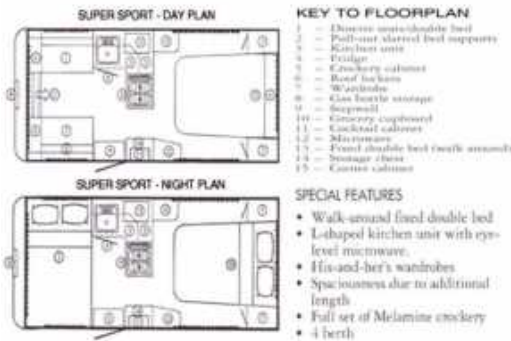 SUPER SPORT - DAY PLAN
SUPER SPORT - NIGHT PLAN
KEY TO FLOORPLAN
1 - Dinette seats/double bed
2 - Pull-out slatted bed supports
3 - Kitchen unit
4 - Fridge
5 - Crockery cabinet
6 - Roof lockers
7 - Wardrobe
8 - Gas bottle storage
9 - Stepwell
10 - Grocery cupboard
11 - Cocktail cabinet
12 - Microwave
13 - Fixed double bed (walk around)
14 - Storage chest
15 - Corner cabinet
SPECIAL FEATURES
• Walk-around fixed double bed
• L-shaped kitchen unit with eye-
level microwave.
• His-and-her's wardrobes
• Spaciousness due to additional
length
• Full set of Melamine crockery
• 4 berth